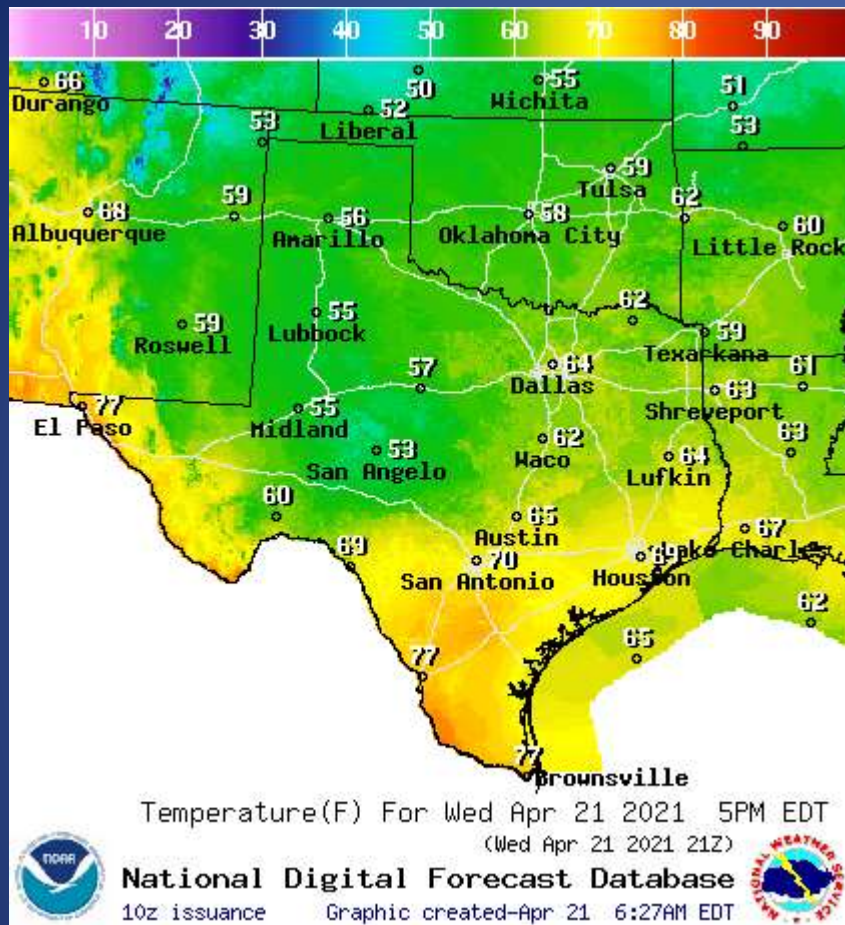 10 20 30 40 50 60 70 80 90
66
Durango
50
55
Wichita
52
Liberal
51
53
53
59
Tulsa
68
Albuquerque
59
56
Amarillo
58
Oklahoma City
62
60
Little Rock
59
Roswell
55
Lubbock
62
59
Texarkana
64
Dallas
57
63
Shreveport
61
77
El Paso
55
Midland
53
San Angelo
62
Waco
64
Lufkin
63
60
65
Austin
67
Lake Charles
69
70
San Antonio
69
Houston
62
65
77
77
Brownsville
Temperature(F) For Wed Apr 21 2021 5PM EDT
(Wed Apr 21 2021 21Z)
National Digital Forecast Database
10z issuance Graphic created-Apr 21 6:27AM EDT
NOAA
NATIONAL WEATHER SERVICE